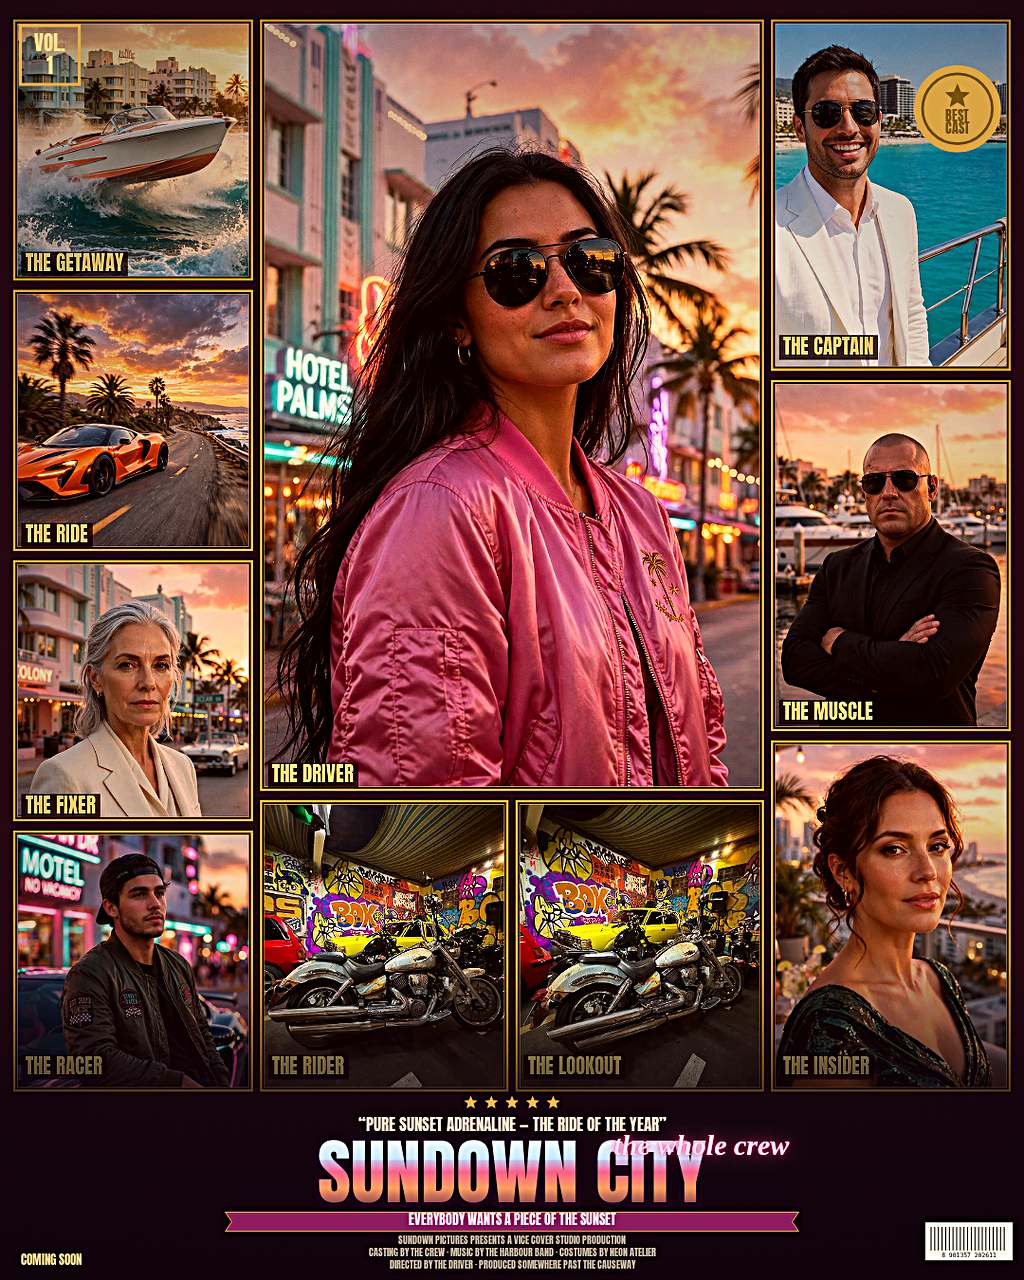 VOL.
1
THE GETAWAY
THE RIDE
COLONY
THE FIXER
MOTEL
NO VACANCY
THE RACER
HOTEL
PALMS
THE DRIVER
THE RIDER
THE LOOKOUT
BEST
CAST
THE CAPTAIN
THE MUSCLE
THE INSIDER
“PURE SUNSET ADRENALINE – THE RIDE OF THE YEAR”
SUNDOWN CITY
the whole crew
EVERYBODY WANTS A PIECE OF THE SUNSET
SUNDOWN PICTURES PRESENTS A VICE COVER STUDIO PRODUCTION
CASTING BY THE CREW · MUSIC BY THE HARBOUR BAND · COSTUMES BY NEON ATELIER
DIRECTED BY THE DRIVER · PRODUCED SOMEWHERE PAST THE CAUSEWAY
COMING SOON
8 901357 202611